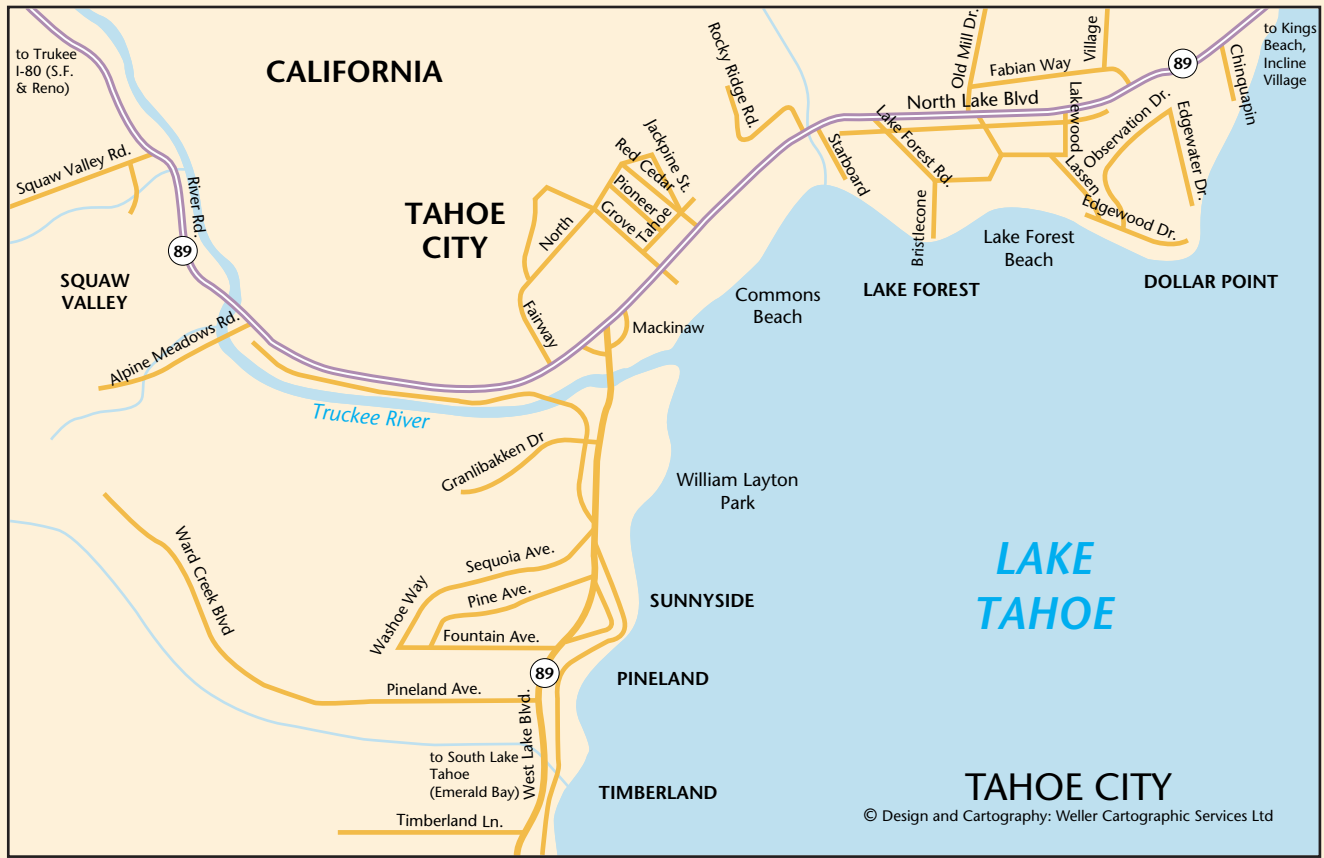 to Trukee
I-80 (S.F.
& Reno)
CALIFORNIA
Rocky Ridge Rd.
Old Mill Dr.
Village
Fabian Way
89
to Kings
Beach,
Incline
Village
Chinquapin
North Lake Blvd
Lakewood
Observation Dr.
Edgewater Dr.
Lake Forest Rd.
Starboard
Lassen
Edgewood Dr.
Bristlecone
Lake Forest
Beach
LAKE FOREST
DOLLAR POINT
Squaw Valley Rd.
River Rd.
89
SQUAW
VALLEY
Alpine Meadows Rd.
TAHOE
CITY
Jackpine St.
Red Cedar
Pioneer
Grove
Tahoe
North
Fairway
Mackinaw
Commons
Beach
Truckee River
Granlibakken Dr
William Layton
Park
Ward Creek Blvd
Sequoia Ave.
Pine Ave.
Washoe Way
Fountain Ave.
SUNNYSIDE
LAKE
TAHOE
89
PINELAND
Pineland Ave.
West Lake Blvd.
to South Lake
Tahoe
(Emerald Bay)
TIMBERLAND
Timberland Ln.
TAHOE CITY
© Design and Cartography: Weller Cartographic Services Ltd